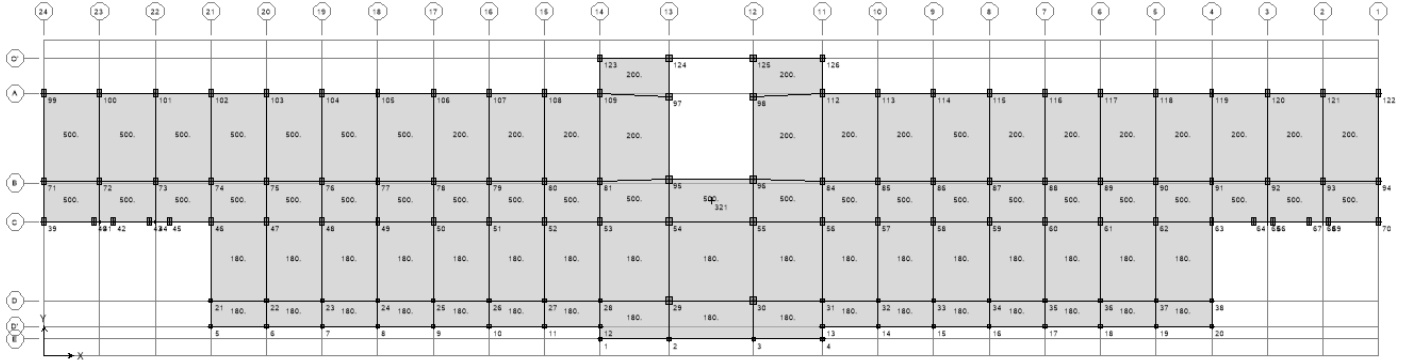 24 23 22 21 20 19 18 17 16 15 14 13 12 11 10 9 8 7 6 5 4 3 2 1
123 124 125 126
200. 200.
A
99 100 101 102 103 104 105 106 107 108 109 97 98 112 113 114 115 116 117 118 119 120 121 122
500. 500. 500. 500. 500. 500. 500. 200. 200. 200. 200. 200. 200. 200. 200. 200. 200. 200. 200. 200. 200. 200.
B
71 72 73 74 75 76 77 78 79 80 81 95 96 84 85 86 87 88 89 90 91 92 93 94
500. 500. 500. 500. 500. 500. 500. 500. 500. 500. 500. 500. 500. 500. 500. 500. 500. 500. 500. 500. 500. 500. 500.
321
C
39 42 45 46 47 48 49 50 51 52 53 54 55 56 57 58 59 60 61 62 63 64 66 67 69 70
180. 180. 180. 180. 180. 180. 180. 180. 180. 180. 180. 180. 180. 180. 180. 180. 180.
D
21 180. 22 180. 23 180. 24 180. 25 180. 26 180. 27 180. 28 180. 29 180. 30 180. 31 180. 32 180. 33 180. 34 180. 35 180. 36 180. 37 180. 38
Y
D'
5 6 7 8 9 10 11 12 13 14 15 16 17 18 19 20
E
1 2 3 4
X